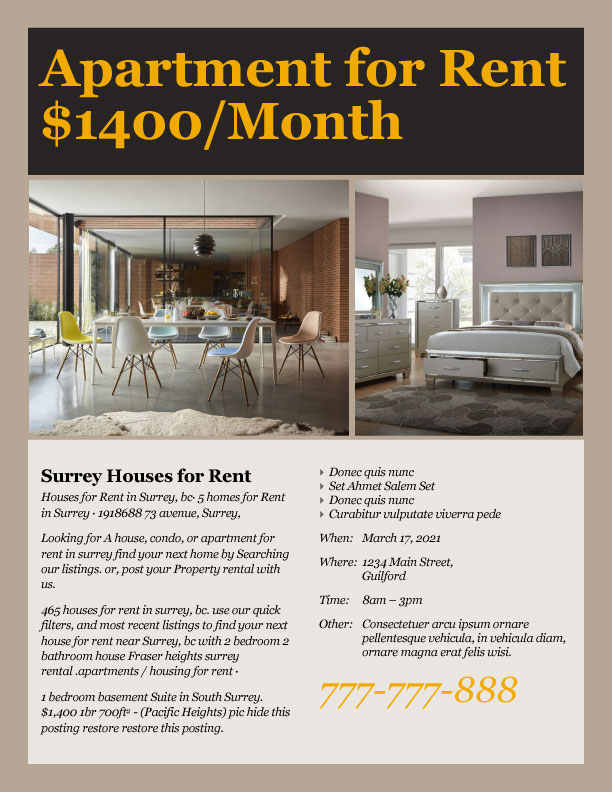 Apartment for Rent
$1400/Month
Surrey Houses for Rent
Houses for Rent in Surrey, bc· 5 homes for Rent
in Surrey · 1918688 73 avenue, Surrey,
Looking for A house, condo, or apartment for
rent in surrey find your next home by Searching
our listings. or, post your Property rental with
us.
465 houses for rent in surrey, bc. use our quick
filters, and most recent listings to find your next
house for rent near Surrey, bc with 2 bedroom 2
bathroom house Fraser heights surrey
rental .apartments / housing for rent ·
1 bedroom basement Suite in South Surrey.
$1,400 1br 700ft² - (Pacific Heights) pic hide this
posting restore restore this posting.
Donec quis nunc
Set Ahmet Salem Set
Donec quis nunc
Curabitur vulputate viverra pede
When: March 17, 2021
Where: 1234 Main Street,
Guilford
Time: 8am – 3pm
Other: Consectetuer arcu ipsum ornare
pellentesque vehicula, in vehicula diam,
ornare magna erat felis wisi.
777-777-888